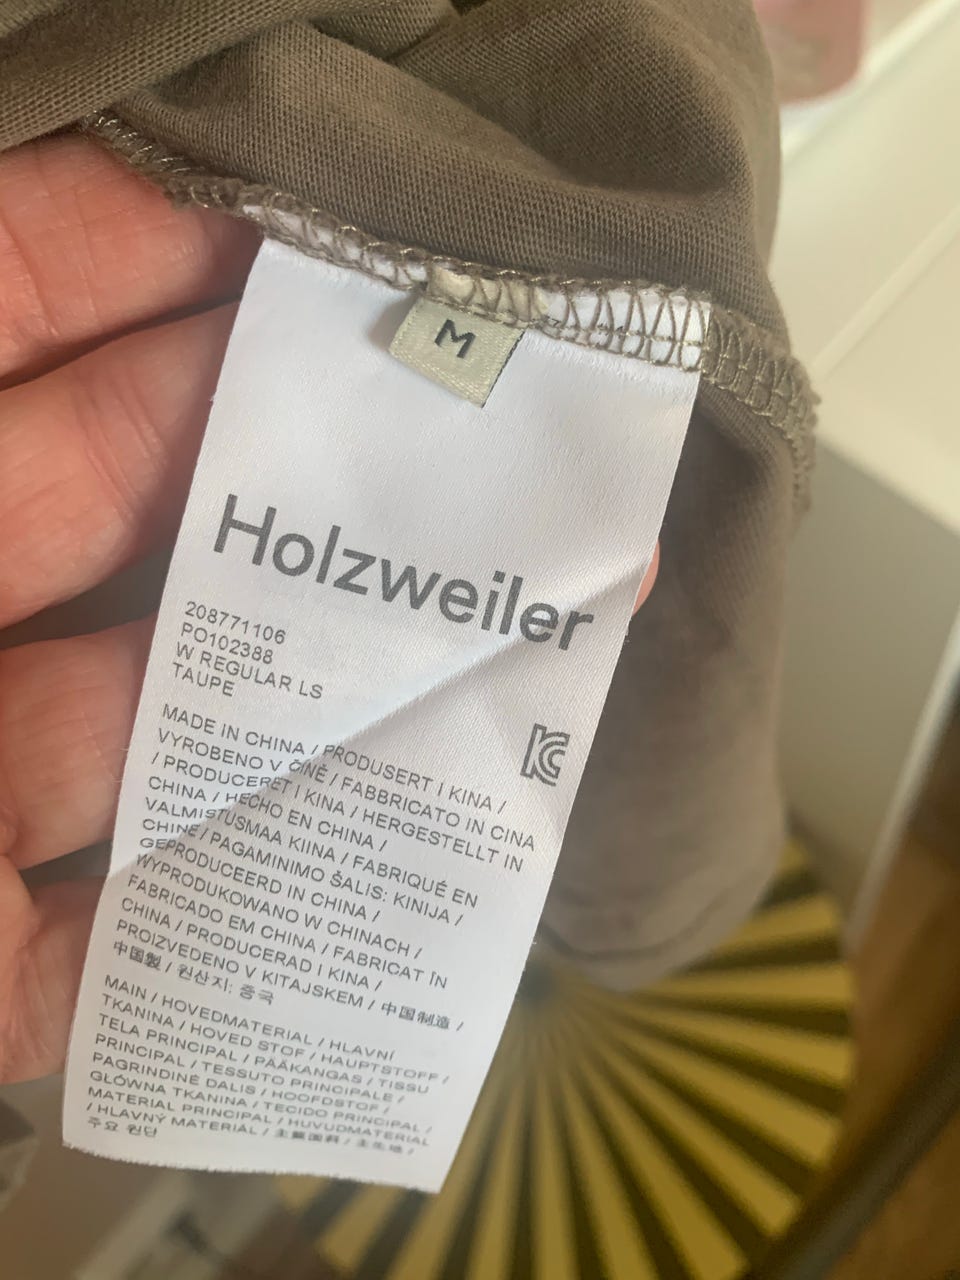 M
Holzweiler
208771106
PO102388
W REGULAR LS
TAUPE
MADE IN CHINA / PRODUSERT I KINA /
VYROBENO V ČÍNĚ / FABBRICATO IN CINA
/ PRODUCERET I KINA / HERGESTELLT IN
CHINA / HECHO EN CHINA /
VALMISTUSMAA KIINA / FABRIQUÉ EN
CHINE / PAGAMINIMO ŠALIS: KINIJA /
GEPRODUCEERD IN CHINA /
WYPRODUKOWANO W CHINACH /
FABRICADO EM CHINA / FABRICAT ÎN
CHINA / PRODUCERAD I KINA /
PROIZVEDENO V KITAJSKEM / 中国制造 /
中国製 / 원산지: 중국
MAIN / HOVEDMATERIAL / HLAVNÍ
TKANINA / HOVED STOF / HAUPTSTOFF /
TELA PRINCIPAL / PÄÄKANGAS / TISSU
PRINCIPAL / TESSUTO PRINCIPALE /
PAGRINDINĖ DALIS / HOOFDSTOF /
GŁÓWNA TKANINA / TECIDO PRINCIPAL /
MATERIAL PRINCIPAL / HUVUDMATERIAL
/ HLAVNÝ MATERIÁL / 主要面料 / 主生地 /
주요 원단